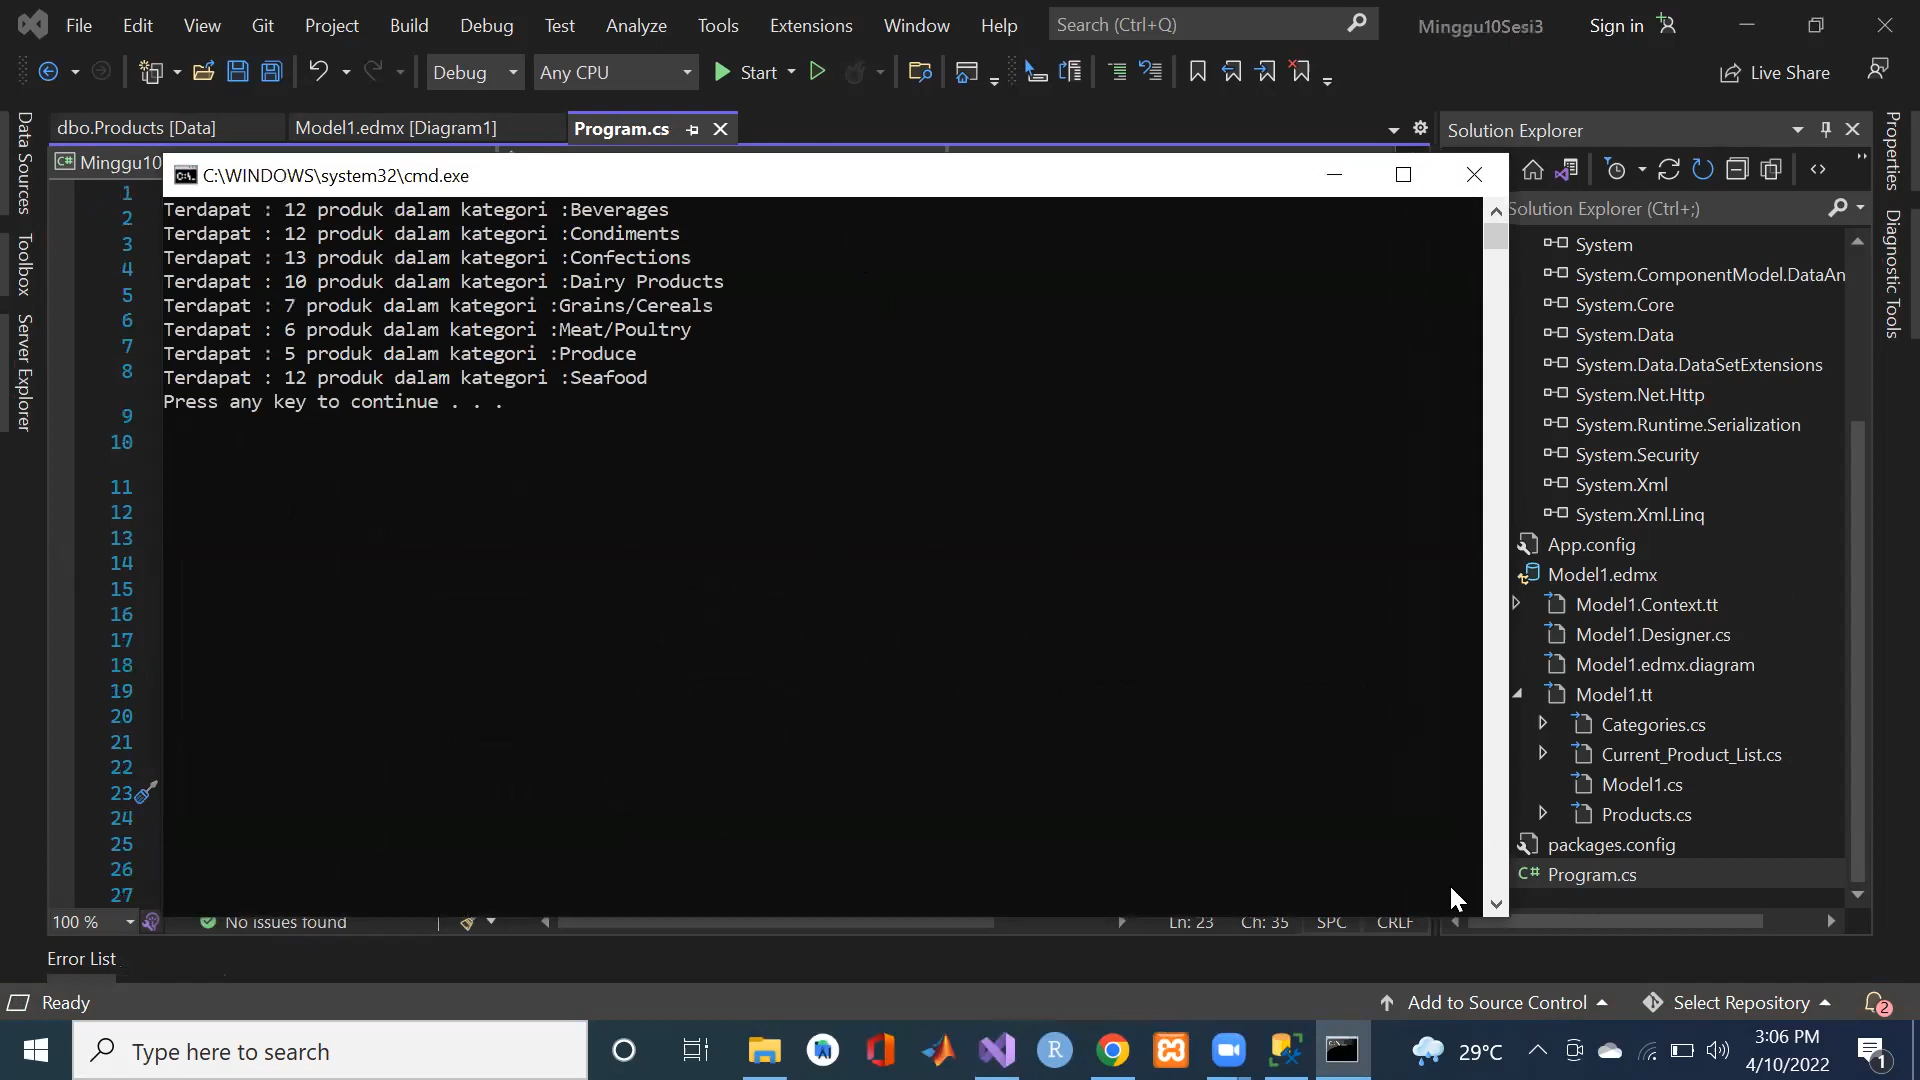 File Edit View Git Project Build Debug Test Analyze Tools Extensions Window Help Search (Ctrl+Q) Minggu10Sesi3 Sign in
Debug Any CPU Start Live Share
dbo.Products [Data] Model1.edmx [Diagram1] Program.cs Solution Explorer
C# Minggu10
C:\WINDOWS\system32\cmd.exe
Solution Explorer (Ctrl+;)
Data Sources
Toolbox
Server Explorer
Properties
Diagnostic Tools
1
2
3
4
5
6
7
8
9
10
11
12
13
14
15
16
17
18
19
20
21
22
23
24
25
26
27
Terdapat : 12 produk dalam kategori :Beverages
Terdapat : 12 produk dalam kategori :Condiments
Terdapat : 13 produk dalam kategori :Confections
Terdapat : 10 produk dalam kategori :Dairy Products
Terdapat : 7 produk dalam kategori :Grains/Cereals
Terdapat : 6 produk dalam kategori :Meat/Poultry
Terdapat : 5 produk dalam kategori :Produce
Terdapat : 12 produk dalam kategori :Seafood
Press any key to continue . . .
System
System.ComponentModel.DataAn
System.Core
System.Data
System.Data.DataSetExtensions
System.Net.Http
System.Runtime.Serialization
System.Security
System.Xml
System.Xml.Linq
App.config
Model1.edmx
Model1.Context.tt
Model1.Designer.cs
Model1.edmx.diagram
Model1.tt
Categories.cs
Current_Product_List.cs
Model1.cs
Products.cs
packages.config
C# Program.cs
100 % No issues found Ln: 23 Ch: 35 SPC CRLF
Error List
Ready Add to Source Control Select Repository 2
Type here to search R 29°C 3:06 PM
4/10/2022 1